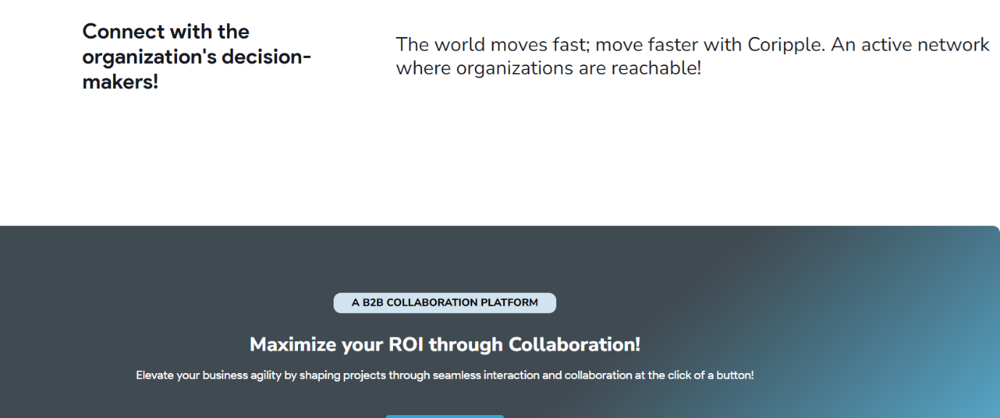 Connect with the
organization's decision-
makers!
The world moves fast; move faster with Coripple. An active network
where organizations are reachable!
A B2B COLLABORATION PLATFORM
Maximize your ROI through Collaboration!
Elevate your business agility by shaping projects through seamless interaction and collaboration at the click of a button!